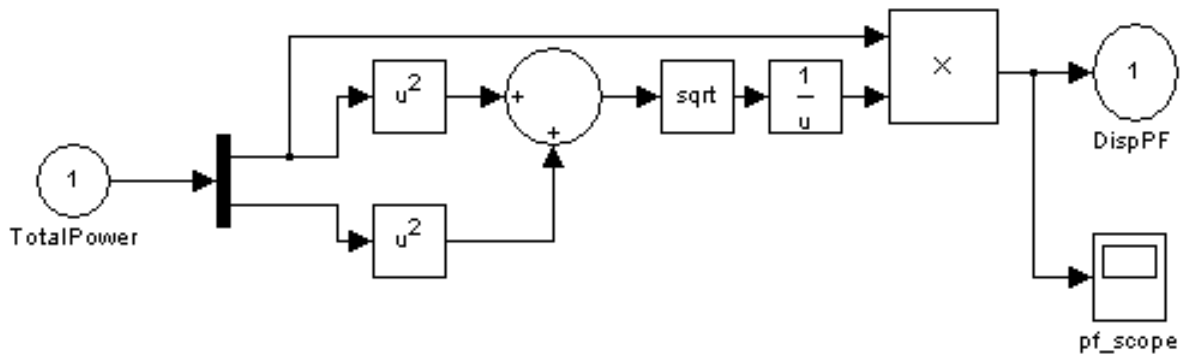 1
TotalPower
u²
u²
+
+
sqrt
1
u
×
1
DispPF
pf_scope